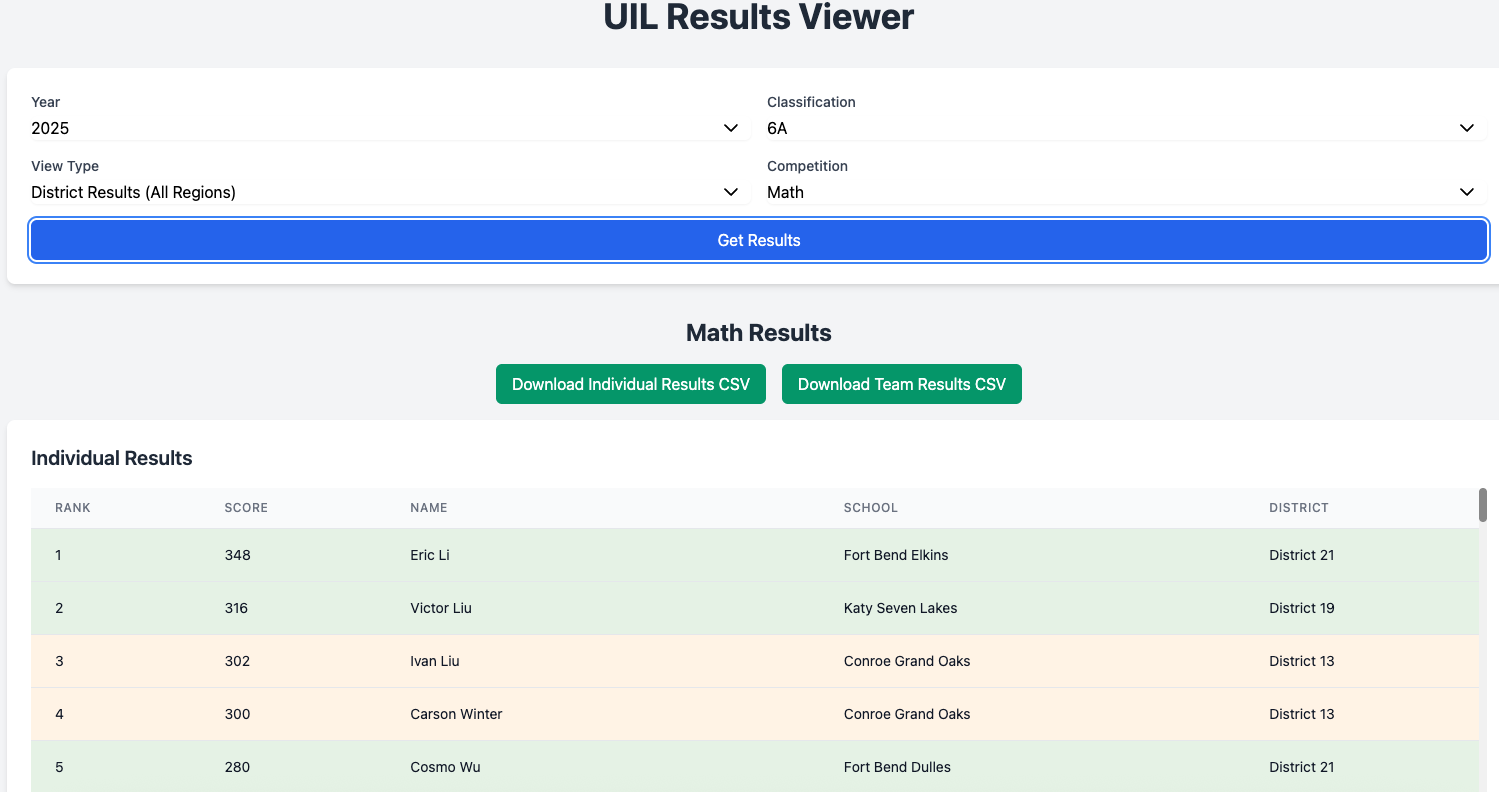 UIL Results Viewer
Year
Classification
2025
6A
View Type
Competition
District Results (All Regions)
Math
Get Results
Math Results
Download Individual Results CSV
Download Team Results CSV
Individual Results
RANK SCORE NAME SCHOOL DISTRICT
1 348 Eric Li Fort Bend Elkins District 21
2 316 Victor Liu Katy Seven Lakes District 19
3 302 Ivan Liu Conroe Grand Oaks District 13
4 300 Carson Winter Conroe Grand Oaks District 13
5 280 Cosmo Wu Fort Bend Dulles District 21